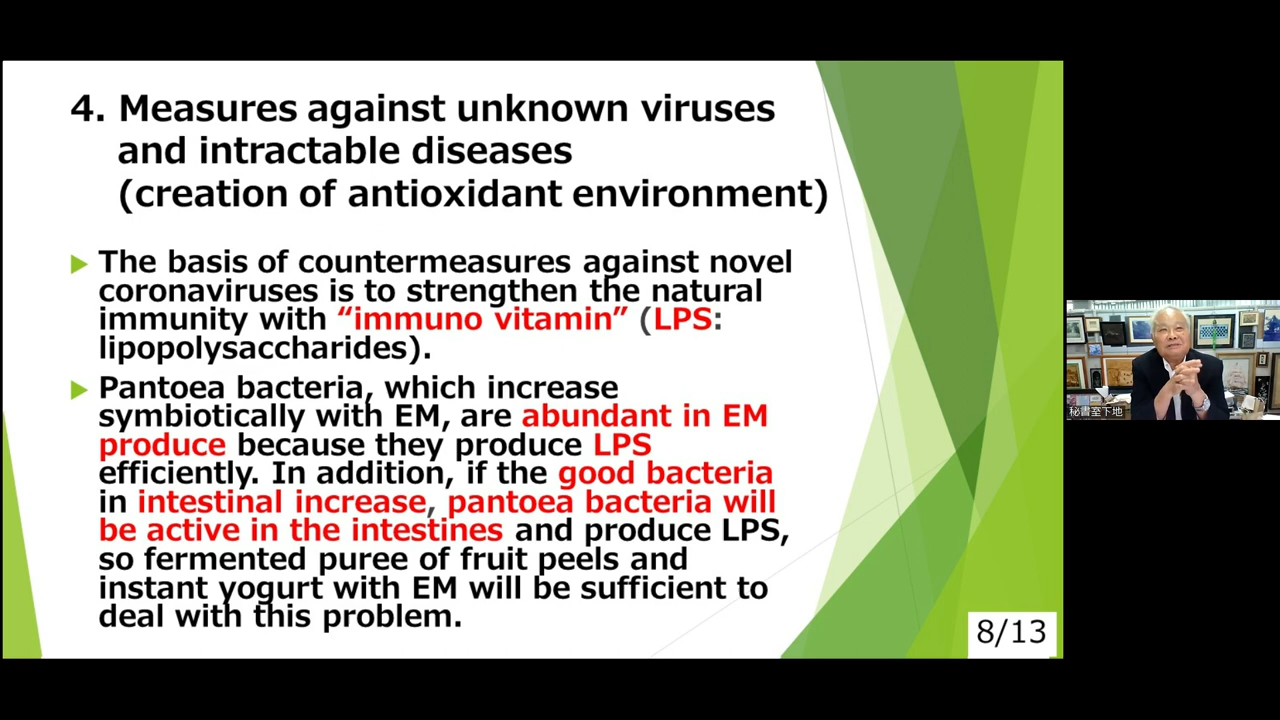 4. Measures against unknown viruses
and intractable diseases
(creation of antioxidant environment)
The basis of countermeasures against novel
coronaviruses is to strengthen the natural
immunity with “immuno vitamin” (LPS:
lipopolysaccharides).
Pantoea bacteria, which increase
symbiotically with EM, are abundant in EM
produce because they produce LPS
efficiently. In addition, if the good bacteria
in intestinal increase, pantoea bacteria will
be active in the intestines and produce LPS,
so fermented puree of fruit peels and
instant yogurt with EM will be sufficient to
deal with this problem.
8/13
秘書室下地